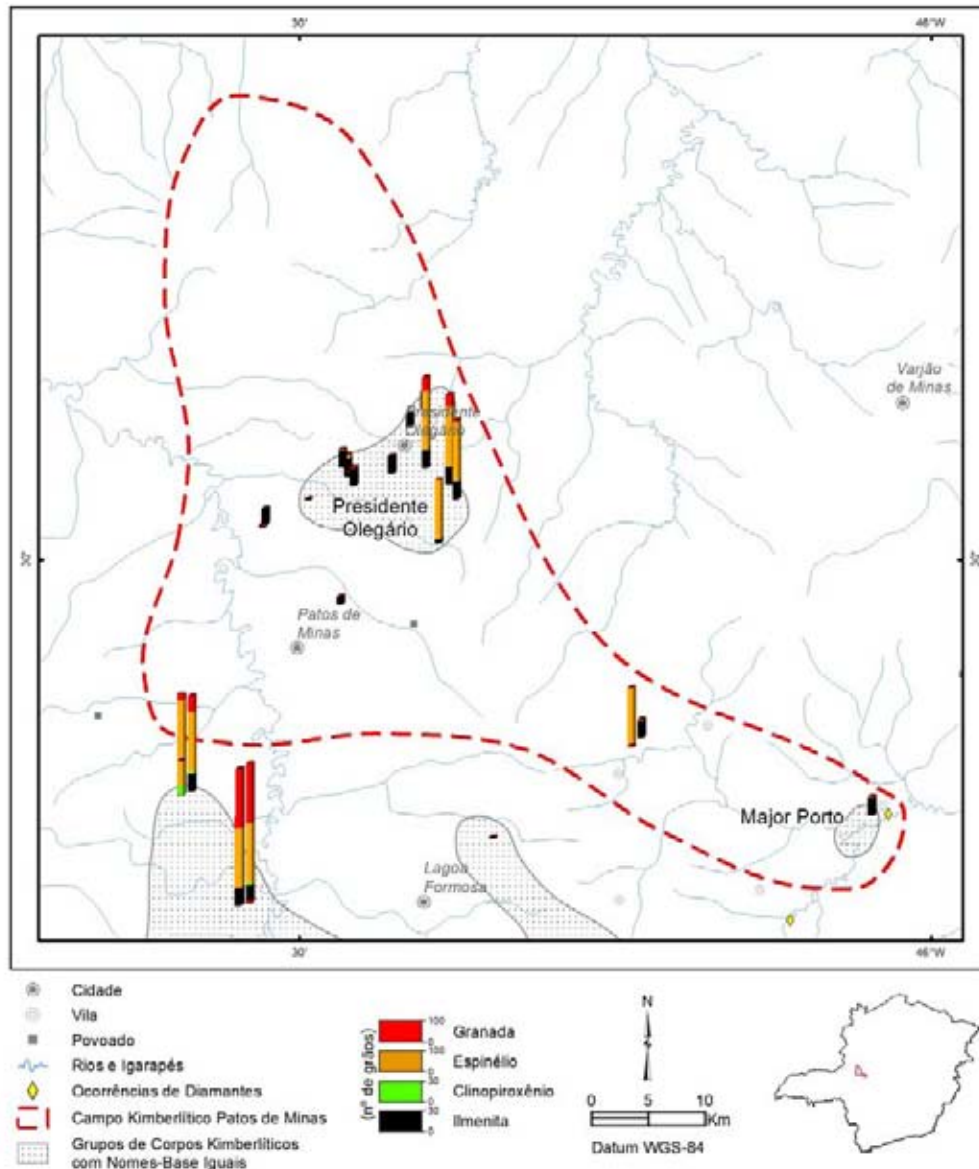 30'
46°W
Varjão
de Minas
Presidente
Olegário
Presidente
Olegário
30'
30'
Patos de
Minas
Major Porto
Lagoa
Formosa
30'
46°W
Cidade
Vila
Povoado
Rios e Igarapés
Ocorrências de Diamantes
Campo Kimberlítico Patos de Minas
Grupos de Corpos Kimberlíticos
com Nomes-Base Iguais
(nº de grãos)
100
0
Granada
100
0
Espinélio
30
0
Clinopiroxênio
30
0
Ilmenita
N
0 5 10
Km
Datum WGS-84